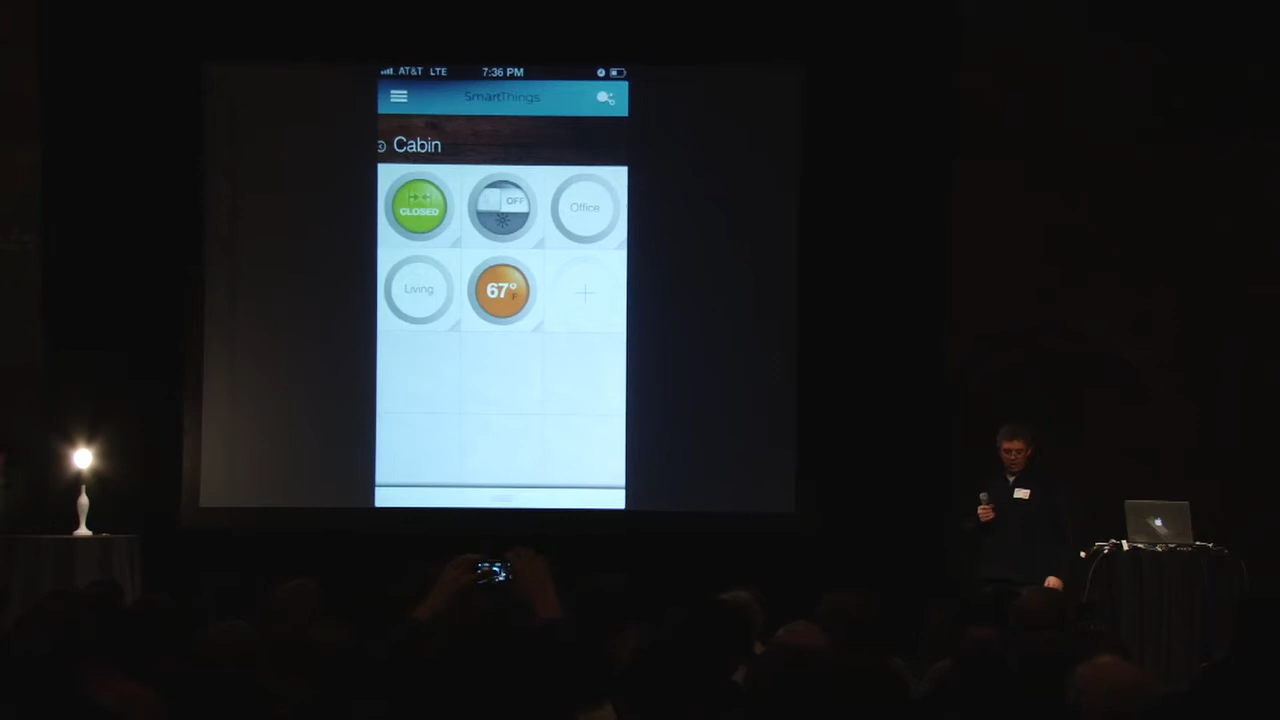 AT&T LTE 7:36 PM
SmartThings
Cabin
CLOSED
OFF
Office
Living
67° F